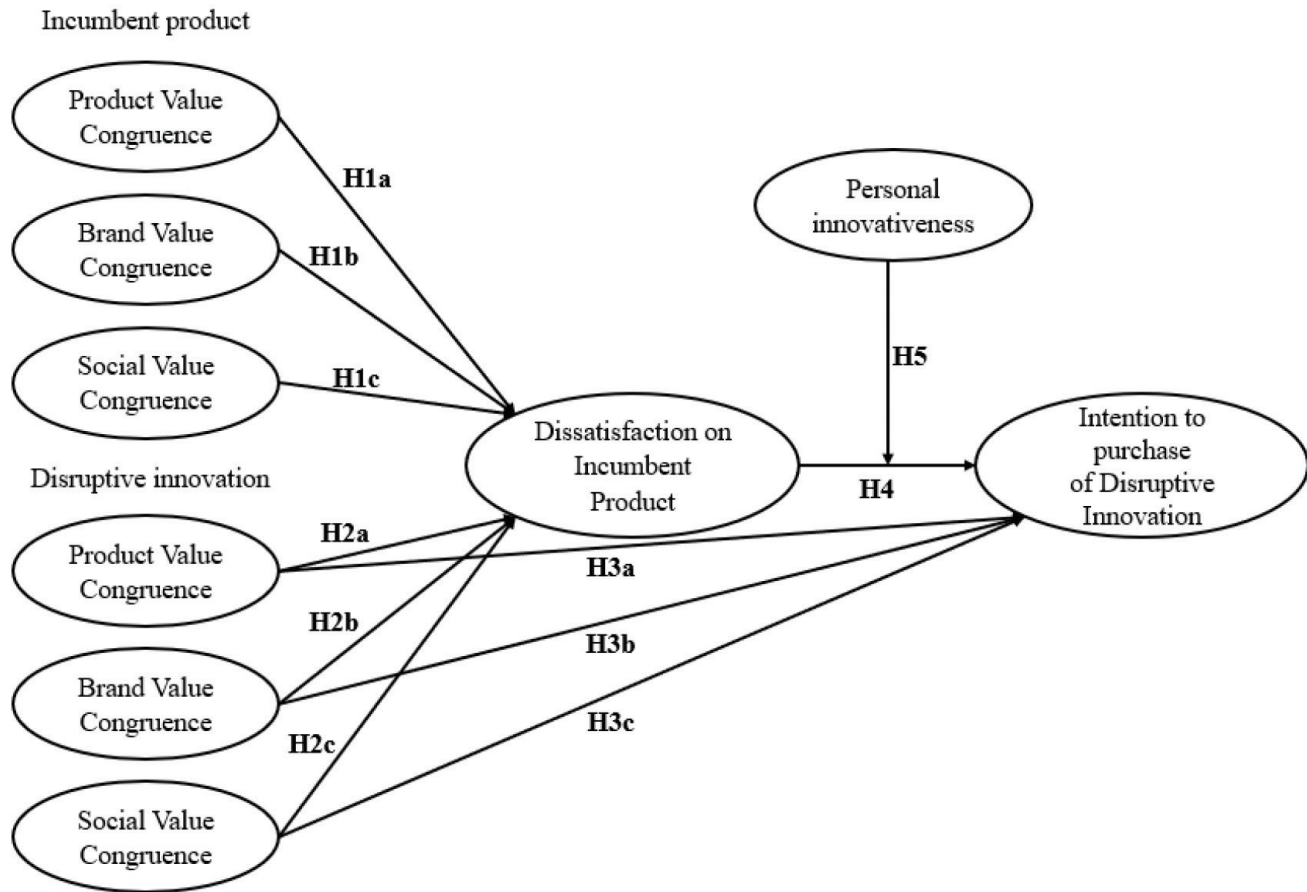 Incumbent product
Product Value
Congruence
H1a
Brand Value
Congruence
H1b
Social Value
Congruence
H1c
Personal
innovativeness
H5
Dissatisfaction on
Incumbent
Product
H4
Intention to
purchase
of Disruptive
Innovation
Disruptive innovation
Product Value
Congruence
H2a
H3a
Brand Value
Congruence
H2b
H3b
Social Value
Congruence
H2c
H3c